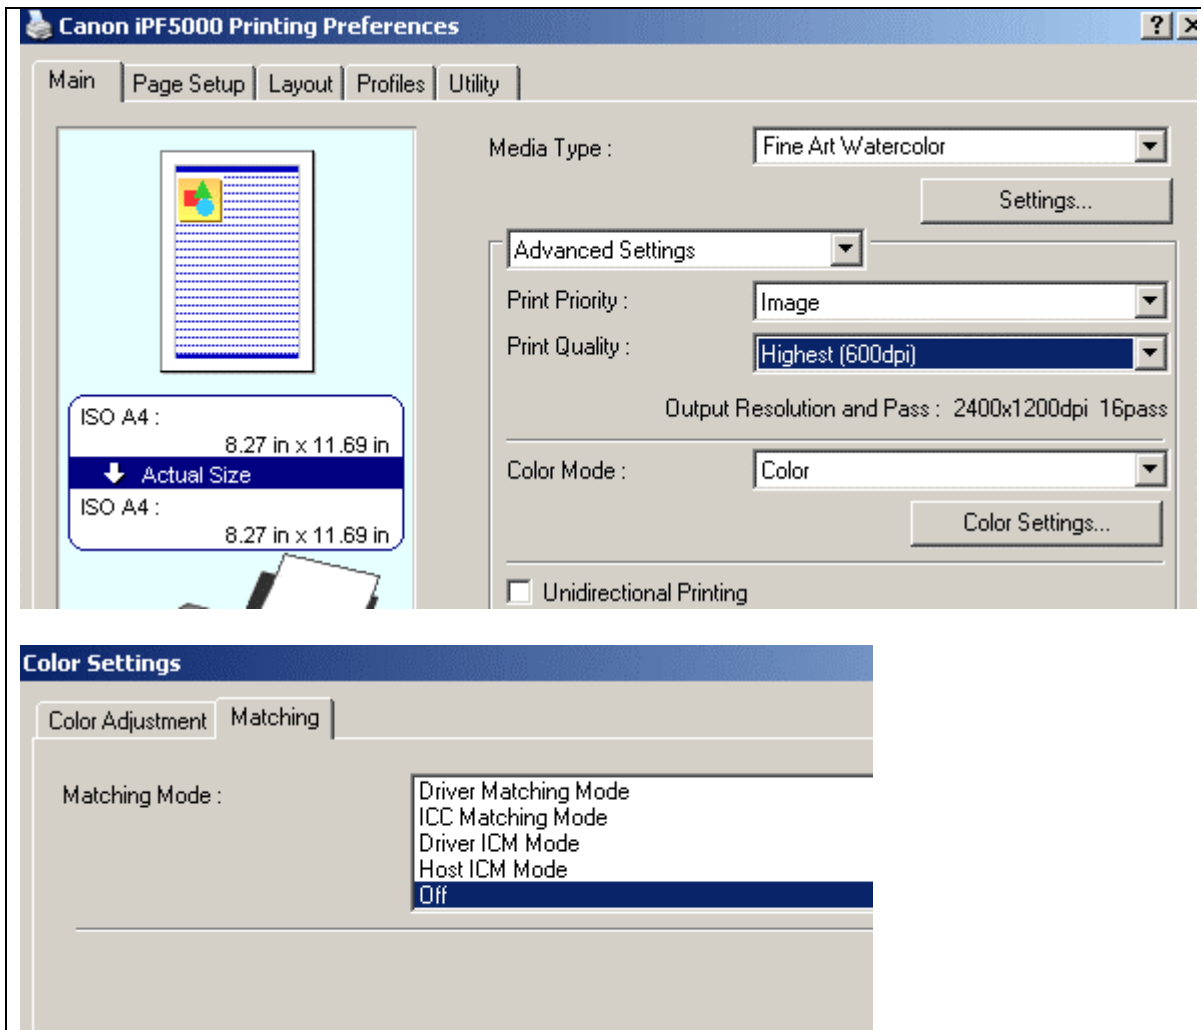 Canon iPF5000 Printing Preferences
Main Page Setup Layout Profiles Utility
Media Type : Fine Art Watercolor
Settings...
Advanced Settings
Print Priority : Image
Print Quality : Highest (600dpi)
Output Resolution and Pass : 2400x1200dpi 16pass
Color Mode : Color
Color Settings...
Unidirectional Printing
ISO A4 :
8.27 in x 11.69 in
Actual Size
ISO A4 :
8.27 in x 11.69 in
Color Settings
Color Adjustment Matching
Matching Mode :
Driver Matching Mode
ICC Matching Mode
Driver ICM Mode
Host ICM Mode
Off